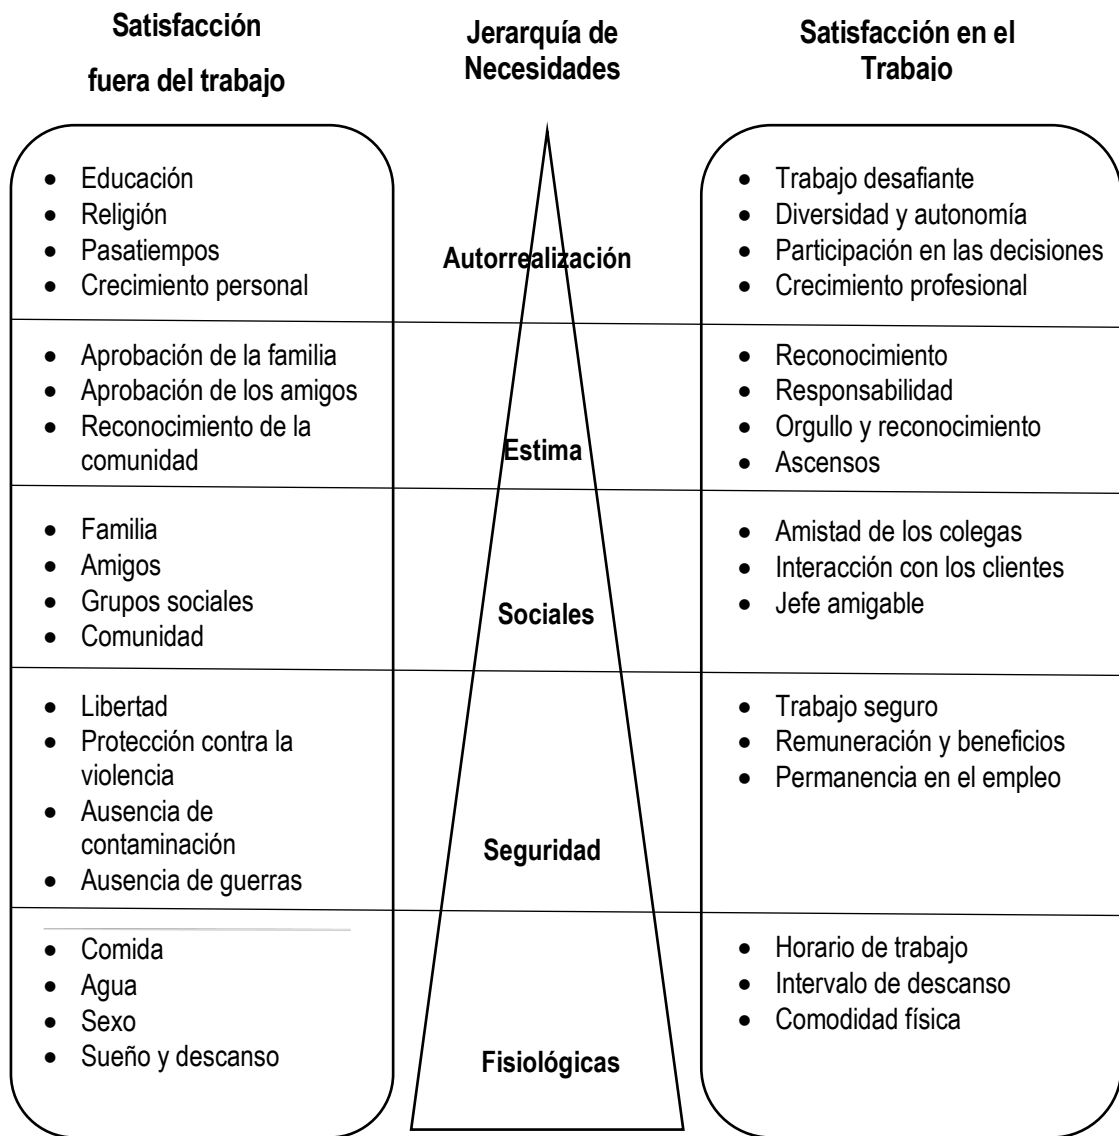 Satisfacción
fuera del trabajo
Jerarquía de
Necesidades
Satisfacción en el
Trabajo
• Educación
• Religión
• Pasatiempos
• Crecimiento personal
Autorrealización
• Trabajo desafiante
• Diversidad y autonomía
• Participación en las decisiones
• Crecimiento profesional
• Aprobación de la familia
• Aprobación de los amigos
• Reconocimiento de la
comunidad
Estima
• Reconocimiento
• Responsabilidad
• Orgullo y reconocimiento
• Ascensos
• Familia
• Amigos
• Grupos sociales
• Comunidad
Sociales
• Amistad de los colegas
• Interacción con los clientes
• Jefe amigable
• Libertad
• Protección contra la
violencia
• Ausencia de
contaminación
• Ausencia de guerras
Seguridad
• Trabajo seguro
• Remuneración y beneficios
• Permanencia en el empleo
• Comida
• Agua
• Sexo
• Sueño y descanso
Fisiológicas
• Horario de trabajo
• Intervalo de descanso
• Comodidad física